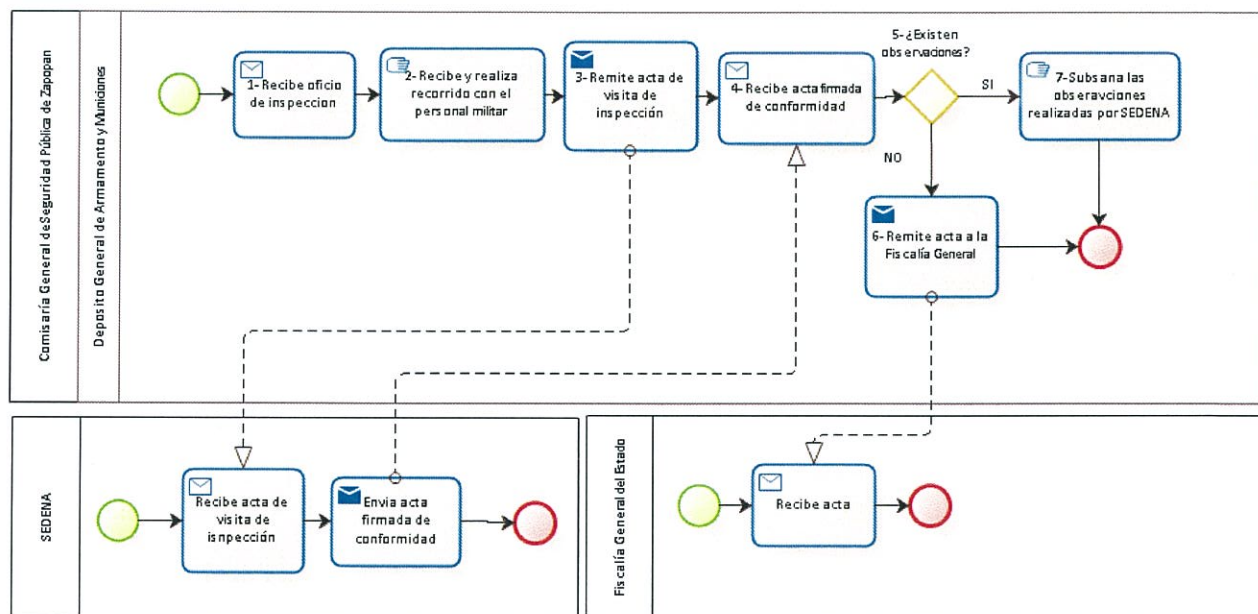 Comisaría General de Seguridad Pública de Zapopan
Deposito General de Armamento y Municiones
1- Recibe oficio
de inspeccion
2- Recibe y realiza
recorrido con el
personal militar
3- Remite acta de
visita de
inspección
4- Recibe acta firmada
de conformidad
5- ¿Existen
observaciones?
SI
7- Subsana las
obseravciones
realizadas por SEDENA
NO
6- Remite acta a la
Fiscalía General
SEDENA
Recibe acta de
visita de
isnpección
Envia acta
firmada de
conformidad
Fiscalía General del Estado
Recibe acta